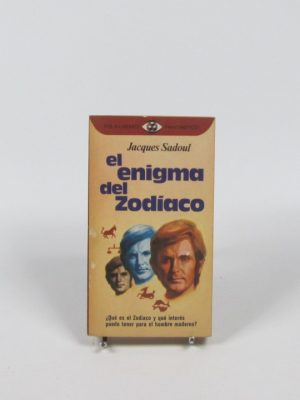 Jacques Sadoul
el
enigma
del
zodíaco
¿Qué es el Zodíaco y qué interés
puede tener para el hombre moderno?